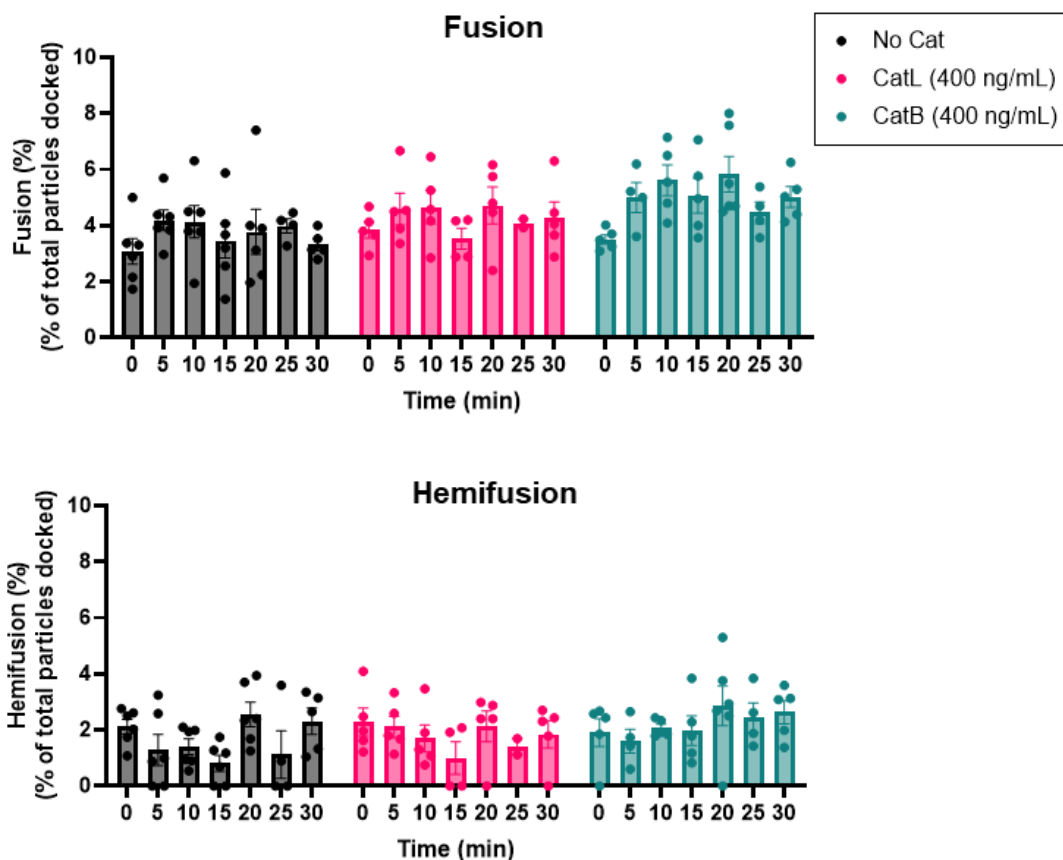 Fusion
No Cat
CatL (400 ng/mL)
CatB (400 ng/mL)
Fusion (%)
(% of total particles docked)
10
8
6
4
2
0
0 5 10 15 20 25 30 0 5 10 15 20 25 30 0 5 10 15 20 25 30
Time (min)
Hemifusion
Hemifusion (%)
(% of total particles docked)
10
8
6
4
2
0
0 5 10 15 20 25 30 0 5 10 15 20 25 30 0 5 10 15 20 25 30
Time (min)